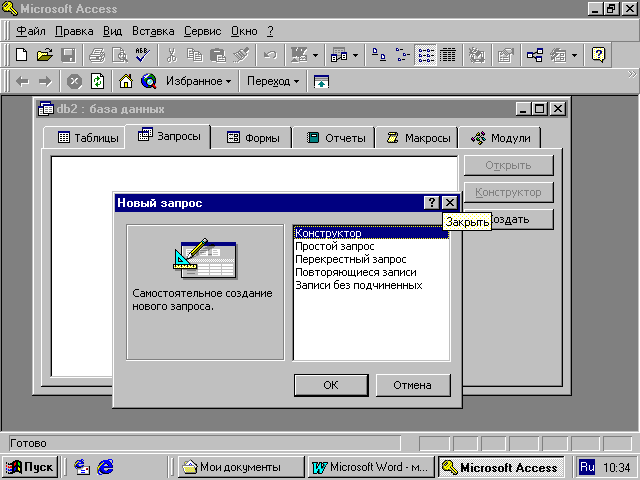 Microsoft Access
Файл Правка Вид Вставка Сервис Окно ?
Избранное Переход
db2 : база данных
Таблицы Запросы Формы Отчеты Макросы Модули
Открыть
Конструктор
Создать
Новый запрос
Закрыть
Самостоятельное создание
нового запроса.
Конструктор
Простой запрос
Перекрестный запрос
Повторяющиеся записи
Записи без подчиненных
OK Отмена
Готово
Пуск Мои документы Microsoft Word - м... Microsoft Access Ru 10:34